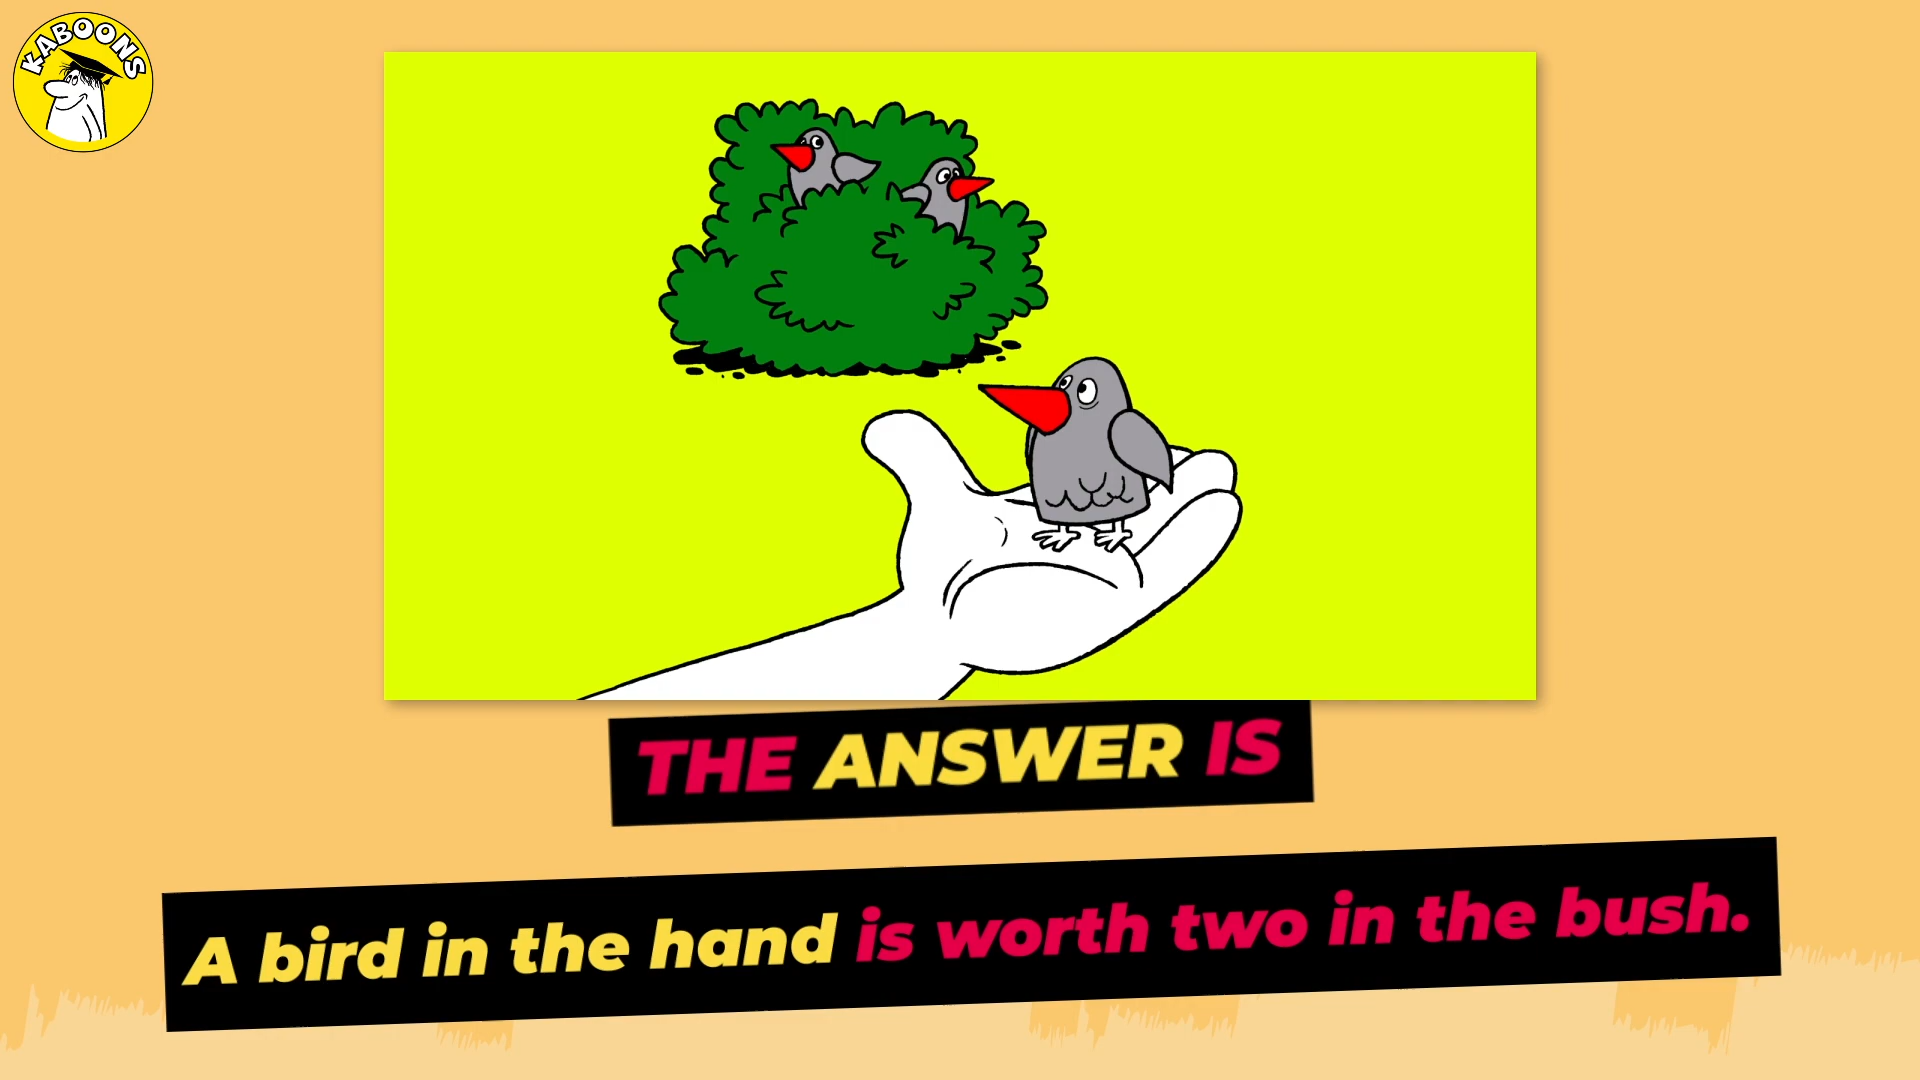 KABOONS
THE ANSWER IS
A bird in the hand is worth two in the bush.